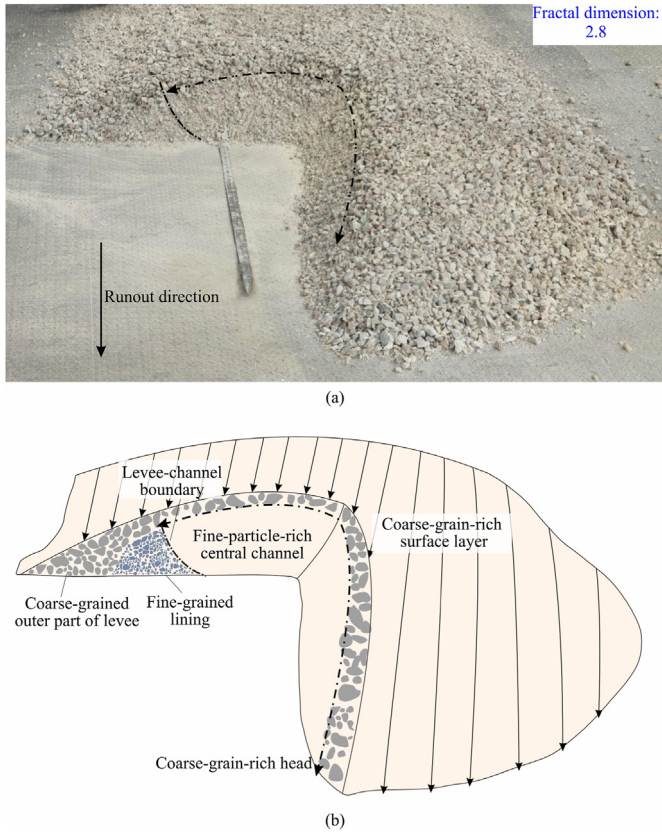 Fractal dimension:
2.8
Runout direction
(a)
Levee-channel
boundary
Fine-particle-rich
central channel
Coarse-grain-rich
surface layer
Coarse-grained
outer part of levee
Fine-grained
lining
Coarse-grain-rich head
(b)